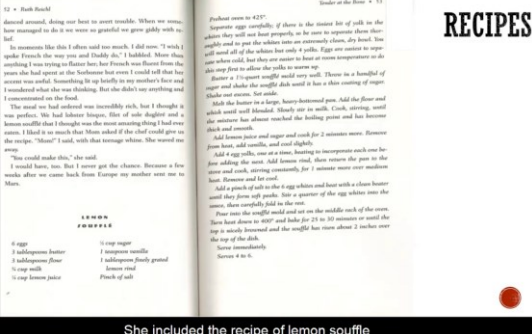 12 • Ruth Reichl
danced around, doing our best to avert trouble. When we some-
how managed to do it we were so grateful we grew giddy with re-
lief.
In moments like this I often said too much. I did now. "I wish I
spoke French the way you and Daddy do," I babbled. More than
anything I was trying to flatter her; her French was fluent from the
years she spent at the Sorbonne but even I could tell that her
accent was awful. Something lit up briefly in my mother's face and
I wondered what she was thinking. But she didn't say anything and
I concentrated on the food.
The meal we had ordered was incredibly rich, but I thought it
was perfect. We had lobster bisque, filet of sole and a
lemon soufflé that I thought was the most amazing thing I had ever
eaten. I liked it so much that Mom asked if the chef could give us
the recipe. "Mom!" I said, with that teenage whine. She waved me
away.
"You could make this," she said.
I would have, too. But I never got the chance. Because a few
weeks after we came back from Europe my mother sent me to
Mars.
LEMON
SOUFFLÉ
6 eggs
3 tablespoons butter
3 tablespoons flour
¾ cup milk
¼ cup lemon juice
½ cup sugar
1 teaspoon vanilla
1 tablespoon finely grated
lemon rind
Pinch of salt
Tender at the Bone • 13
Preheat oven to 425°.
Separate eggs carefully; if there is the tiniest bit of yolk in the
whites they will not beat properly, so be sure to separate them thor-
oughly and to put the whites into an extremely clean, dry bowl. You
will need all of the whites but only 4 yolks. Eggs are easiest to sepa-
rate when cold, but they are easier to beat at room temperature so do
this step first to allow the yolks to warm up.
Butter a 1½-quart soufflé mold very well. Throw in a handful of
sugar and shake the soufflé dish until it has a thin coating of sugar.
Shake out excess. Set aside.
Melt the butter in a large, heavy-bottomed pan. Add the flour and
whisk until well blended. Slowly stir in milk. Cook, stirring, until
the mixture has almost reached the boiling point and has become
thick and smooth.
Add lemon juice and sugar and cook for 2 minutes more. Remove
from heat, add vanilla, and cool slightly.
Add 4 egg yolks, one at a time, beating to incorporate each one be-
fore adding the next. Add lemon rind, then return the pan to the
stove and cook, stirring constantly, for 1 minute more over medium
heat. Remove and let cool.
Add a pinch of salt to the 6 egg whites and beat with a clean beater
until they form soft peaks. Stir a quarter of the egg whites into the
sauce, then carefully fold in the rest.
Pour into the soufflé mold and set on the middle rack of the oven.
Turn heat down to 400° and bake for 25 to 30 minutes or until the
top is nicely browned and the soufflé has risen about 2 inches over
the top of the dish.
Serve immediately.
Serves 4 to 6.
RECIPES
She included the recipe of lemon souffle